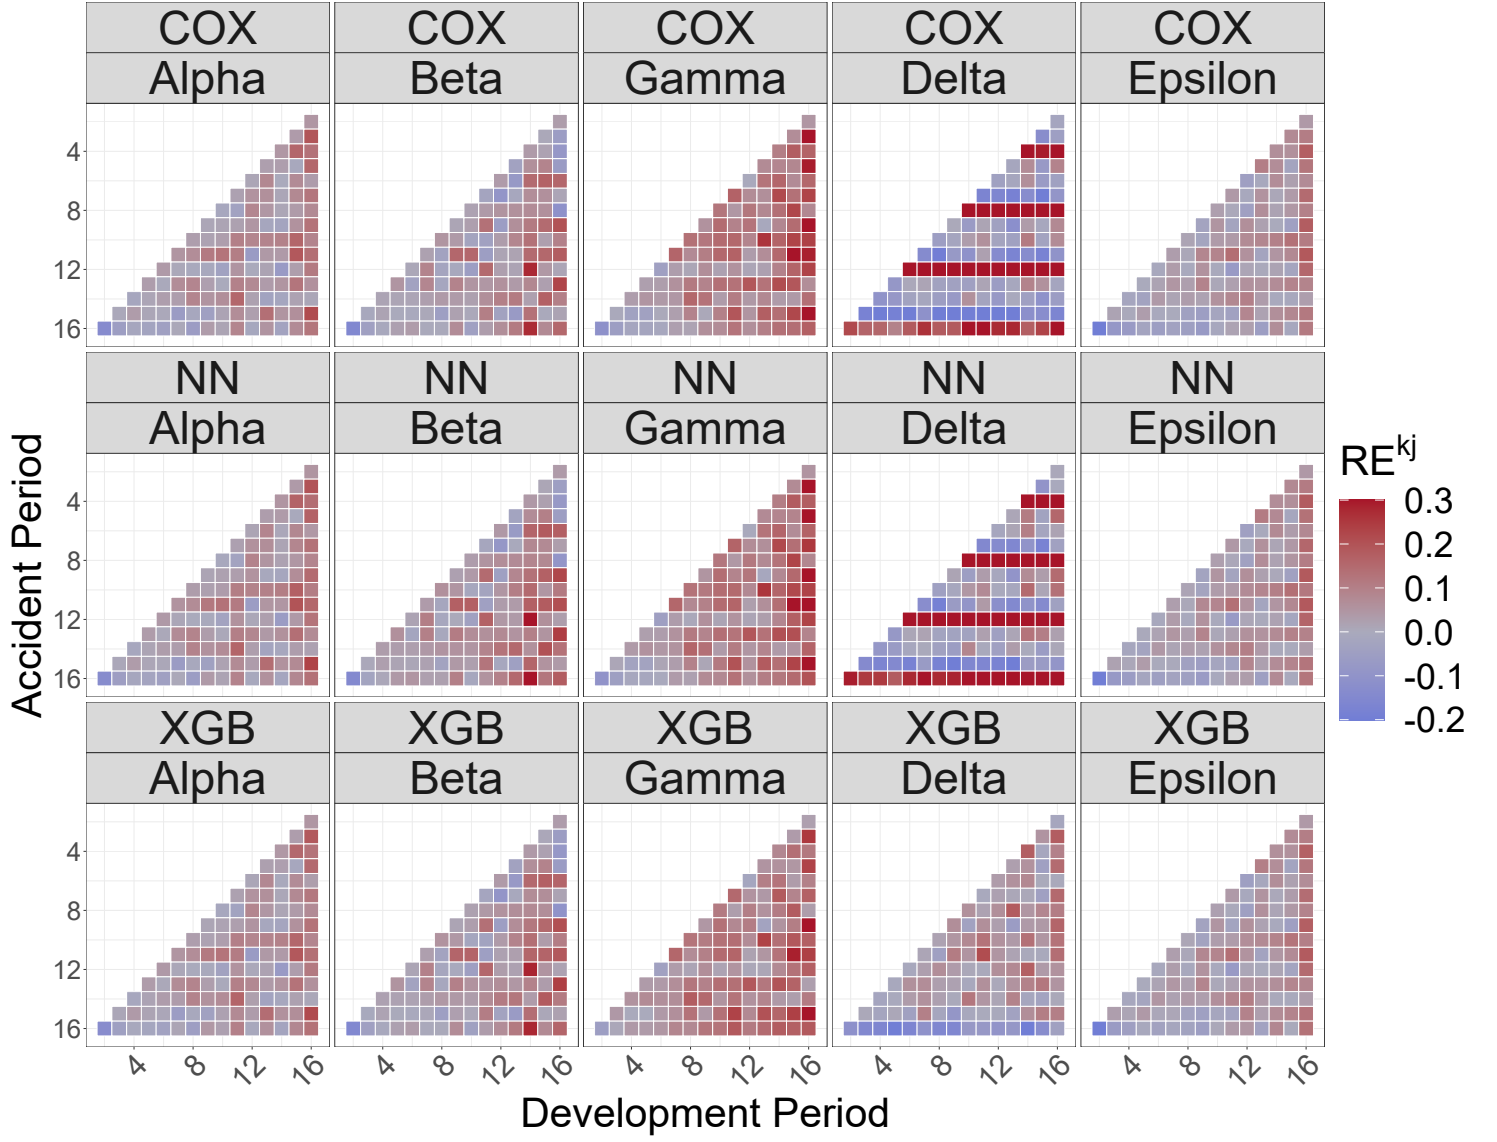 COX COX COX COX COX
Alpha Beta Gamma Delta Epsilon
4
8
12
16
NN NN NN NN NN
Alpha Beta Gamma Delta Epsilon
4
8
12
16
XGB XGB XGB XGB XGB
Alpha Beta Gamma Delta Epsilon
4
8
12
16
4 8 12 16 4 8 12 16 4 8 12 16 4 8 12 16 4 8 12 16
Development Period
Accident Period
RE^kj
0.3
0.2
0.1
0.0
-0.1
-0.2